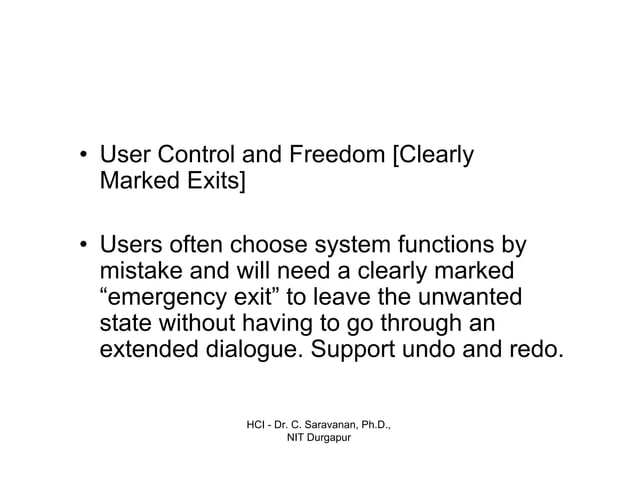 • User Control and Freedom [Clearly
Marked Exits]
• Users often choose system functions by
mistake and will need a clearly marked
“emergency exit” to leave the unwanted
state without having to go through an
extended dialogue. Support undo and redo.
HCI - Dr. C. Saravanan, Ph.D.,
NIT Durgapur